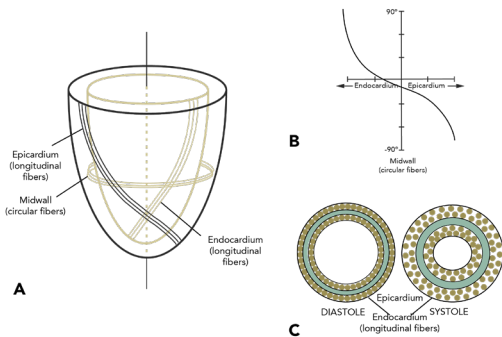 A
Epicardium
(longitudinal
fibers)
Midwall
(circular fibers)
Endocardium
(longitudinal
fibers)
B
90°
Endocardium
Epicardium
-90°
Midwall
(circular fibers)
C
Epicardium
DIASTOLE
Endocardium
(longitudinal fibers)
SYSTOLE